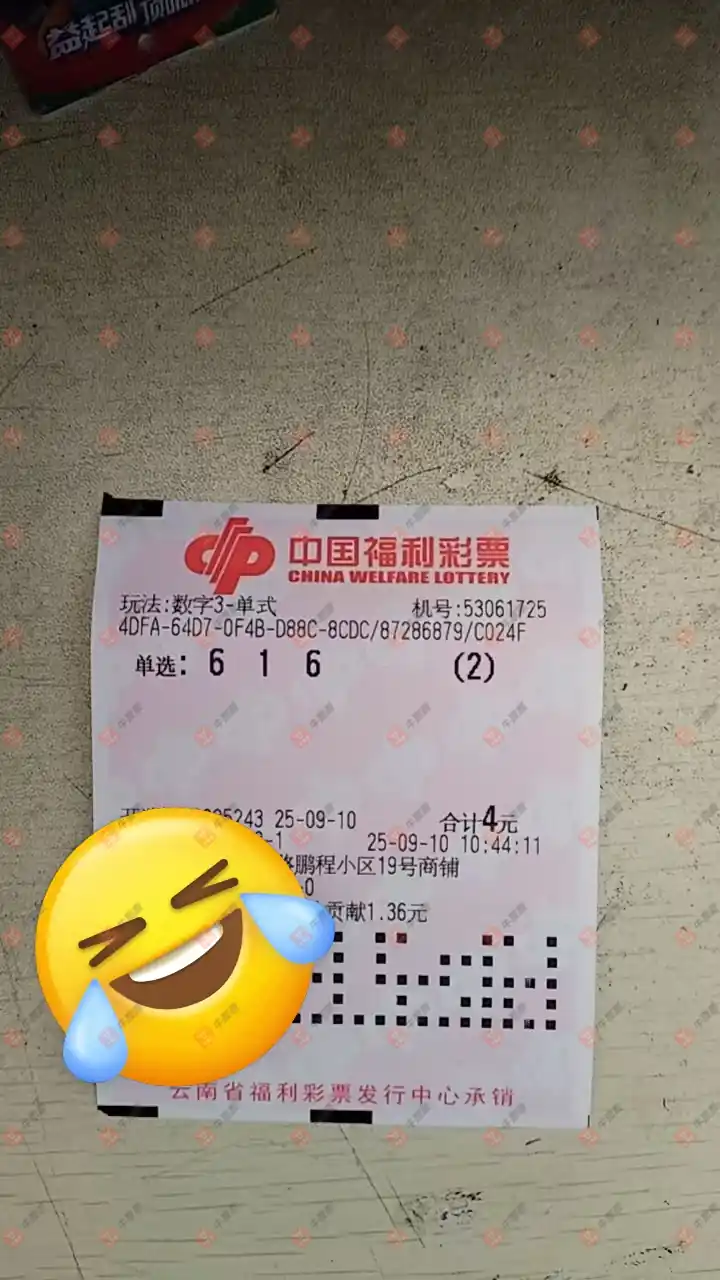 益起刮
中国福利彩票
CHINA WELFARE LOTTERY
玩法:数字3-单式 机号:53061725
4DFA-64D7-0F4B-D88C-8CDC/87286879/C024F
单选: 6 1 6 (2)
5243 25-09-10 合计4元
-1 25-09-10 10:44:11
鹏程小区19号商铺
-0
贡献1.36元
云南省福利彩票发行中心承销